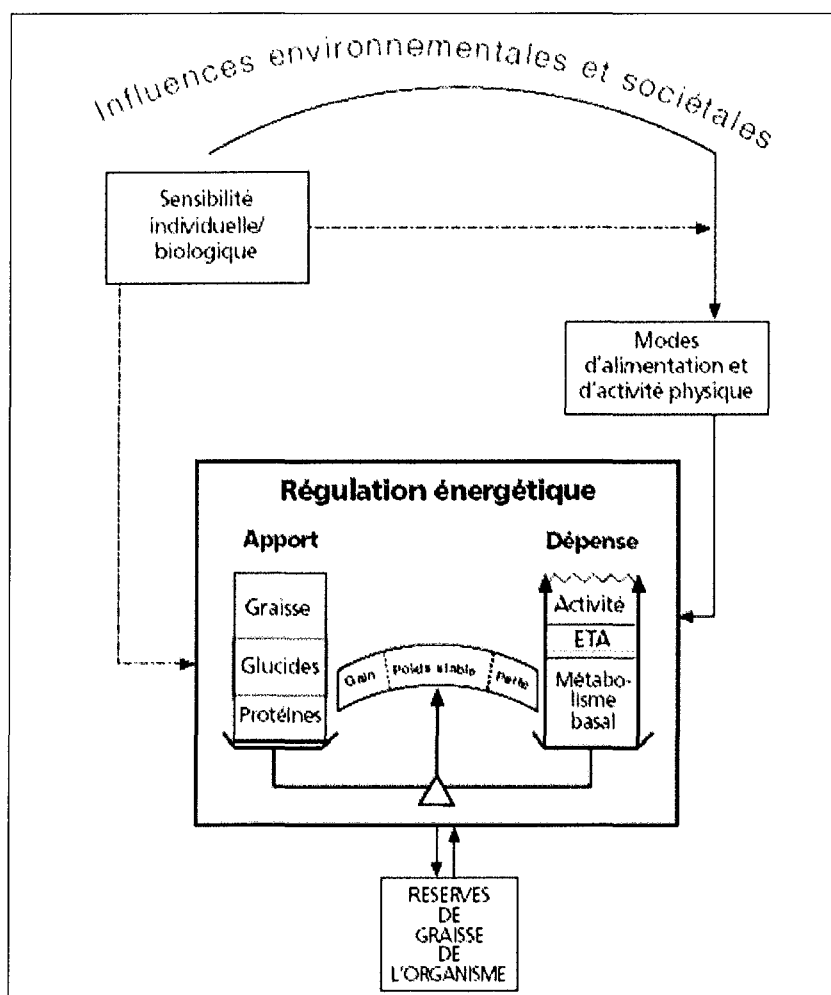 Influences environnementales et sociétales
Sensibilité
individuelle/
biologique
Modes
d'alimentation et
d'activité physique
Régulation énergétique
Apport
Dépense
Graisse
Glucides
Protéines
Gain
Poids stable
Perte
Activité
ETA
Métabo-
lisme
basal
RESERVES
DE
GRAISSE
DE
L'ORGANISME